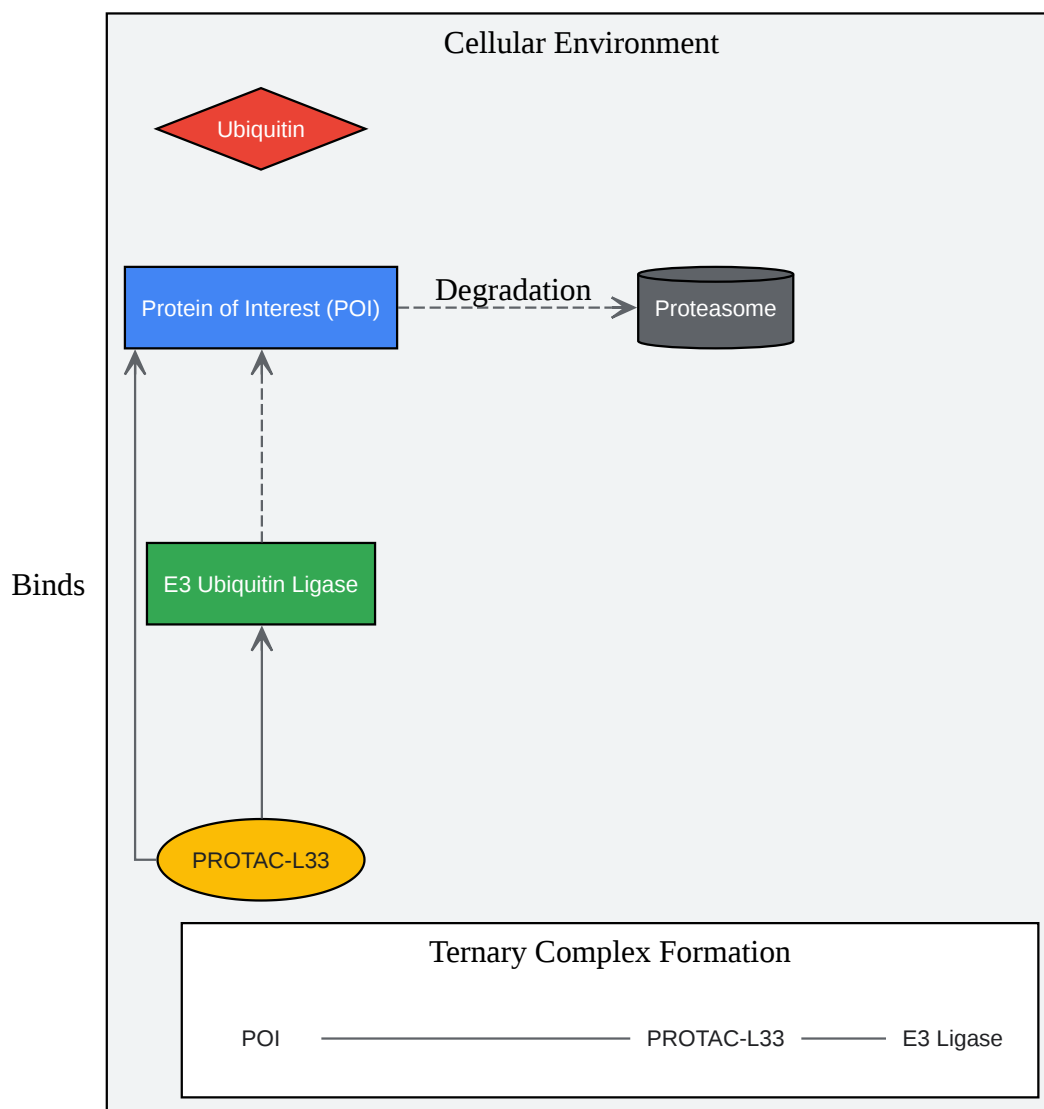 Cellular Environment
Ubiquitin
Protein of Interest (POI)
Degradation
Proteasome
Binds
E3 Ubiquitin Ligase
PROTAC-L33
Ternary Complex Formation
POI
PROTAC-L33
E3 Ligase